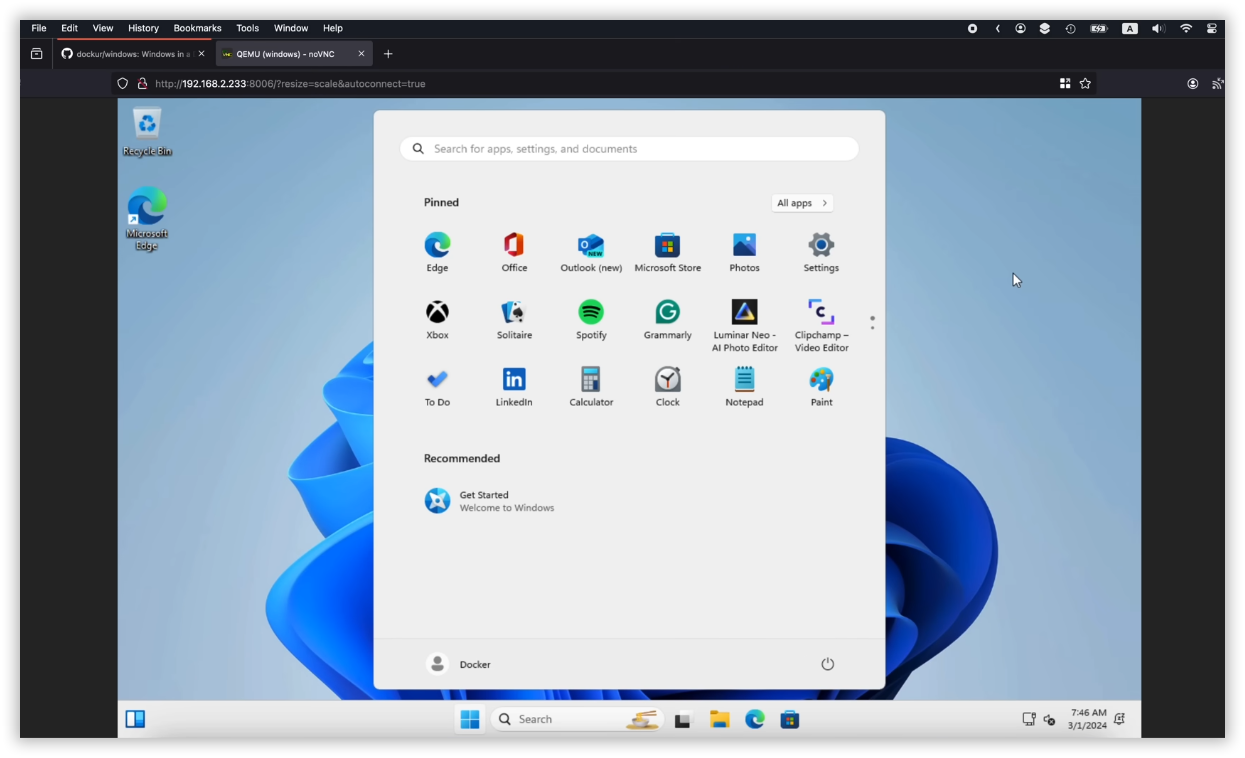 File Edit View History Bookmarks Tools Window Help
A
dockur/windows: Windows in a
QEMU (windows) - noVNC
http://192.168.2.233:8006/?resize=scale&autoconnect=true
Recycle Bin
Microsoft
Edge
Search for apps, settings, and documents
Pinned
All apps
Edge
Office
NEW
Outlook (new)
Microsoft Store
Photos
Settings
Xbox
Solitaire
Spotify
Grammarly
Luminar Neo -
AI Photo Editor
Clipchamp –
Video Editor
To Do
in
LinkedIn
Calculator
Clock
Notepad
Paint
Recommended
Get Started
Welcome to Windows
Docker
Search
7:46 AM
3/1/2024